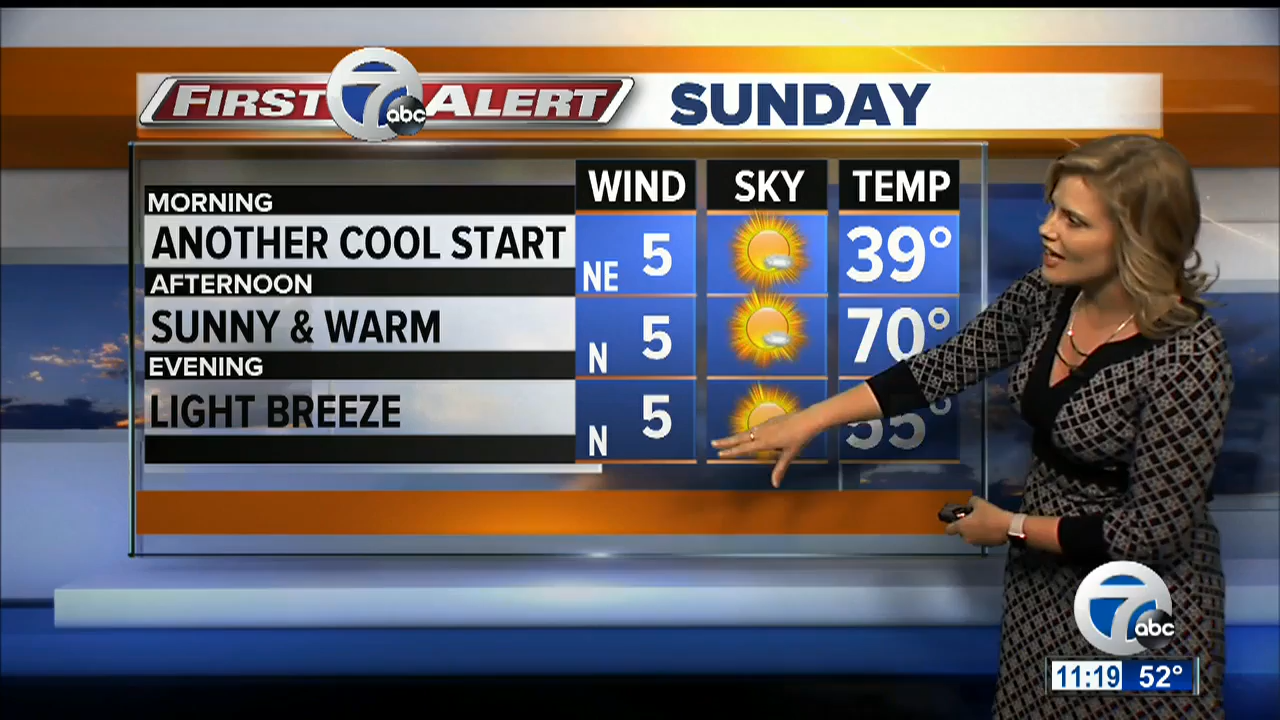 FIRST 7 abc ALERT SUNDAY
WIND SKY TEMP
MORNING
ANOTHER COOL START NE 5 39°
AFTERNOON
SUNNY & WARM N 5 70°
EVENING
LIGHT BREEZE N 5 55°
7 abc
11:19 52°